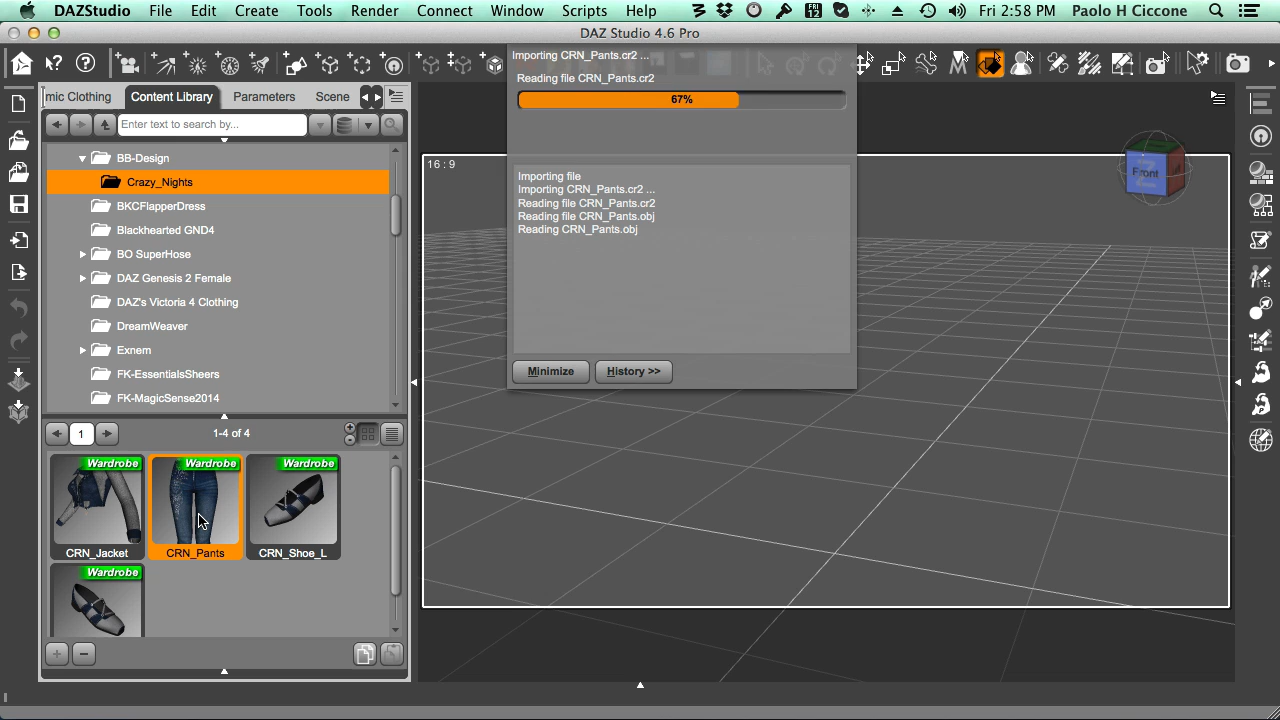 DAZStudio File Edit Create Tools Render Connect Window Scripts Help FRI 12 Fri 2:58 PM Paolo H Ciccone
DAZ Studio 4.6 Pro
Importing CRN_Pants.cr2 ...
Reading file CRN_Pants.cr2
67%
mic Clothing Content Library Parameters Scene
Enter text to search by...
BB-Design
Crazy_Nights
BKCFlapperDress
Blackhearted GND4
BO SuperHose
DAZ Genesis 2 Female
DAZ's Victoria 4 Clothing
DreamWeaver
Exnem
FK-EssentialsSheers
FK-MagicSense2014
16 : 9
Importing file
Importing CRN_Pants.cr2 ...
Reading file CRN_Pants.cr2
Reading file CRN_Pants.obj
Reading CRN_Pants.obj
Minimize History >>
Front
1 1-4 of 4
Wardrobe Wardrobe Wardrobe
CRN_Jacket CRN_Pants CRN_Shoe_L
Wardrobe